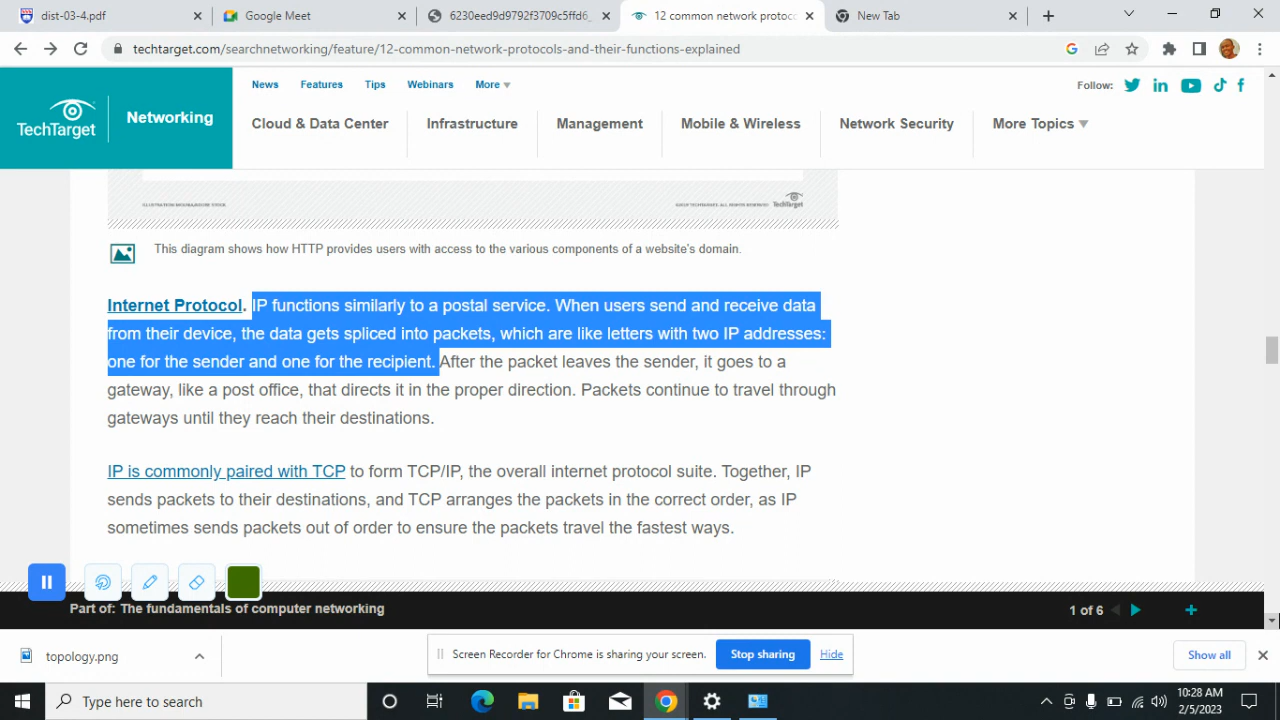 dist-03-4.pdf
Google Meet
6230eed9d9792f3709c5ffd6_
12 common network protoco
New Tab
techtarget.com/searchnetworking/feature/12-common-network-protocols-and-their-functions-explained
News Features Tips Webinars More
Follow:
TechTarget
Networking
Cloud & Data Center Infrastructure Management Mobile & Wireless Network Security More Topics
TechTarget
This diagram shows how HTTP provides users with access to the various components of a website's domain.
Internet Protocol. IP functions similarly to a postal service. When users send and receive data
from their device, the data gets spliced into packets, which are like letters with two IP addresses:
one for the sender and one for the recipient. After the packet leaves the sender, it goes to a
gateway, like a post office, that directs it in the proper direction. Packets continue to travel through
gateways until they reach their destinations.
IP is commonly paired with TCP to form TCP/IP, the overall internet protocol suite. Together, IP
sends packets to their destinations, and TCP arranges the packets in the correct order, as IP
sometimes sends packets out of order to ensure the packets travel the fastest ways.
Part of: The fundamentals of computer networking
1 of 6
topology.png
Screen Recorder for Chrome is sharing your screen.
Stop sharing
Hide
Show all
Type here to search
10:28 AM
2/5/2023